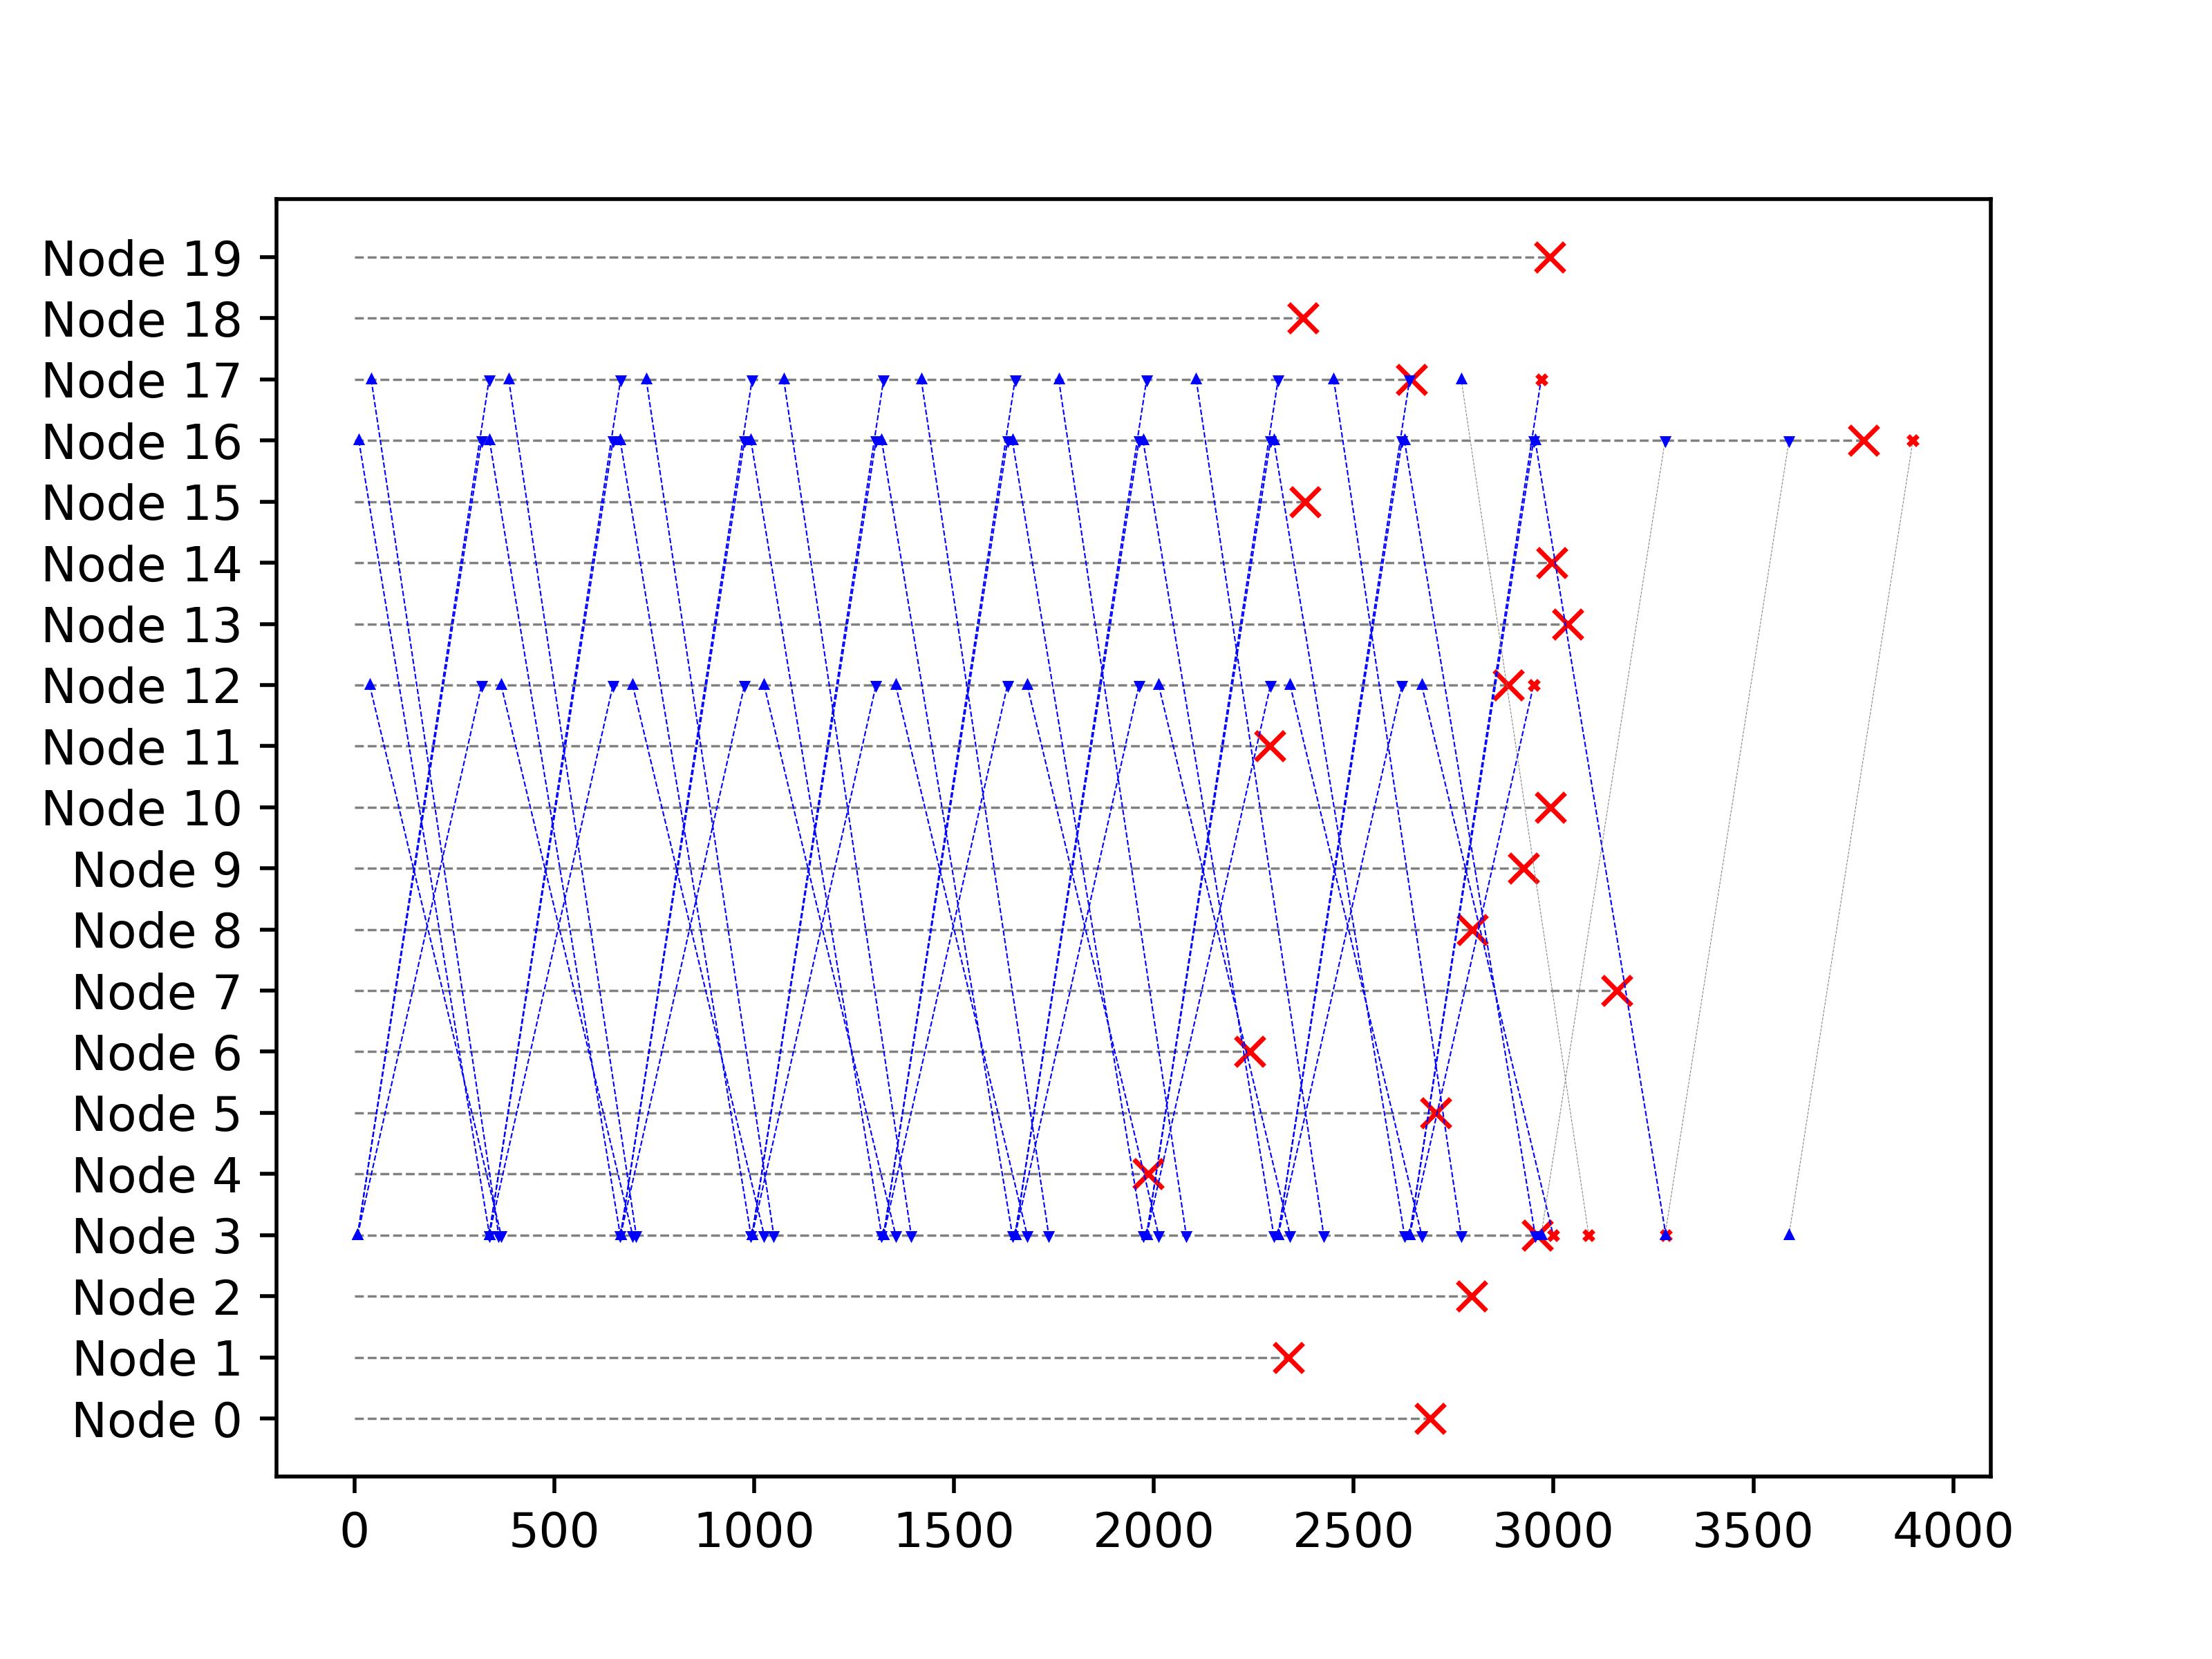 Node 19
Node 18
Node 17
Node 16
Node 15
Node 14
Node 13
Node 12
Node 11
Node 10
Node 9
Node 8
Node 7
Node 6
Node 5
Node 4
Node 3
Node 2
Node 1
Node 0
0 500 1000 1500 2000 2500 3000 3500 4000